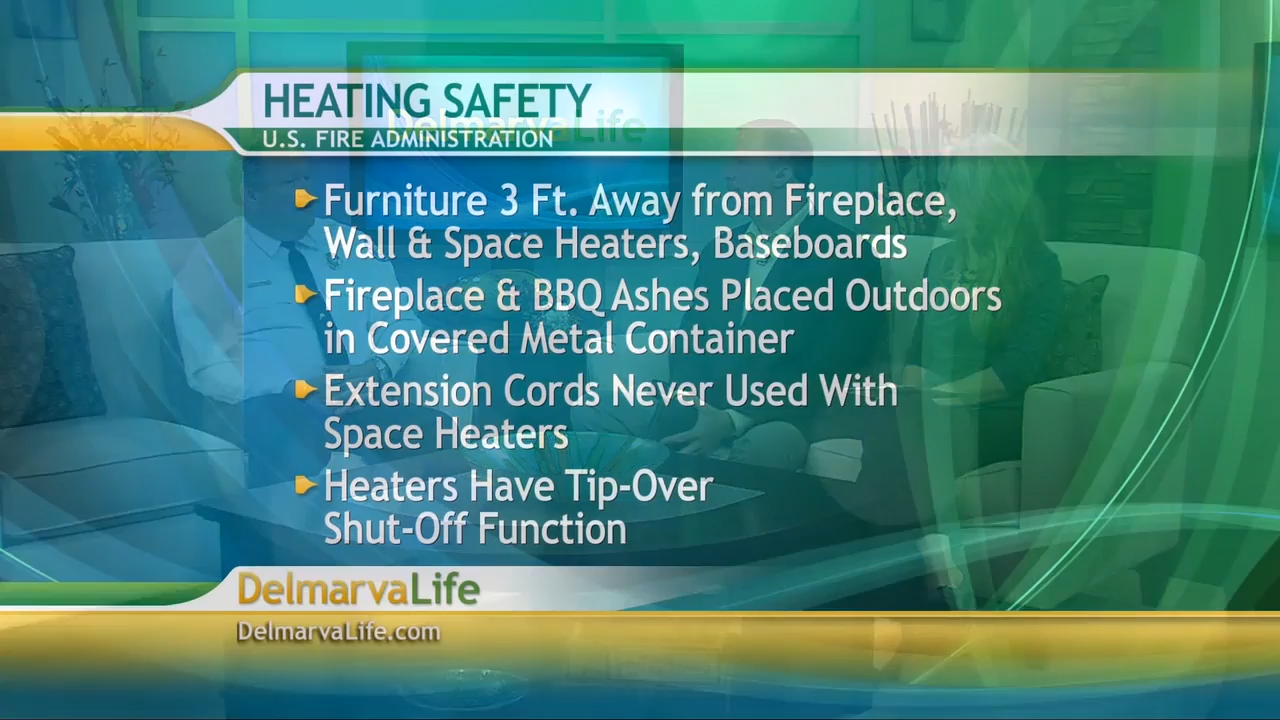 HEATING SAFETY
U.S. FIRE ADMINISTRATION
DelmarvaLife
Furniture 3 Ft. Away from Fireplace,
Wall & Space Heaters, Baseboards
Fireplace & BBQ Ashes Placed Outdoors
in Covered Metal Container
Extension Cords Never Used With
Space Heaters
Heaters Have Tip-Over
Shut-Off Function
DelmarvaLife
DelmarvaLife.com